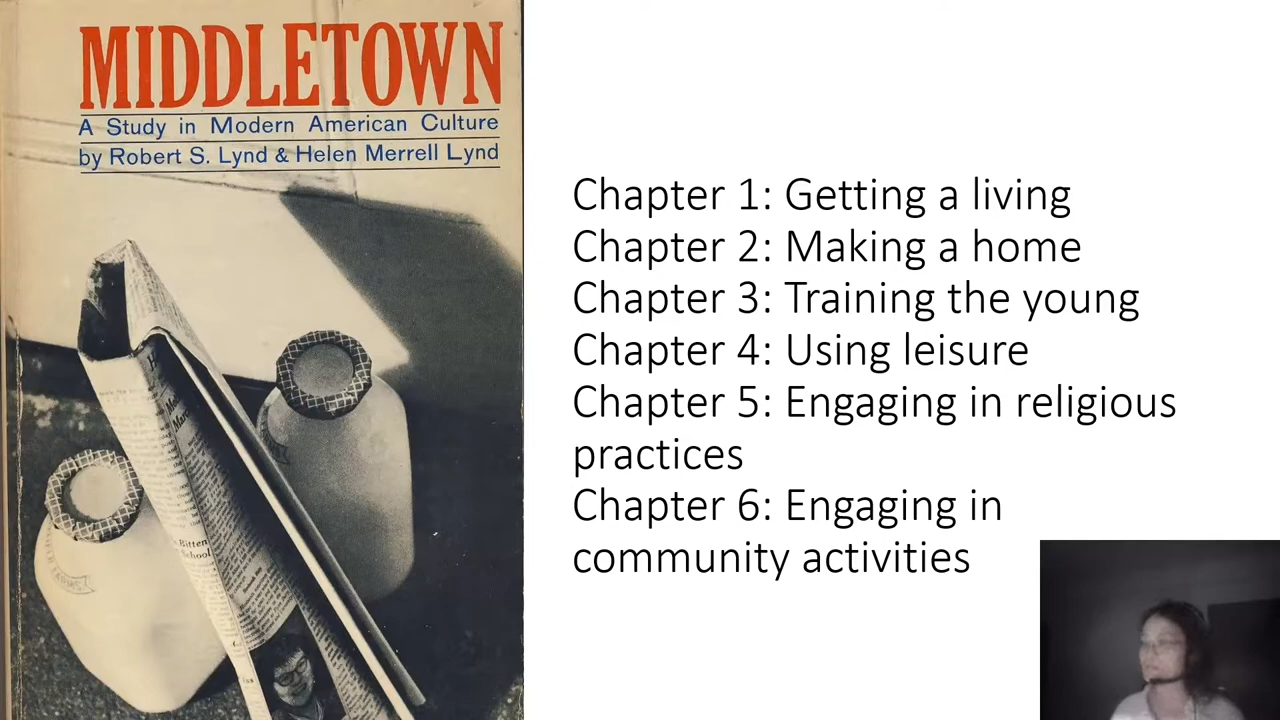 MIDDLETOWN
A Study in Modern American Culture
by Robert S. Lynd & Helen Merrell Lynd
Chapter 1: Getting a living
Chapter 2: Making a home
Chapter 3: Training the young
Chapter 4: Using leisure
Chapter 5: Engaging in religious
practices
Chapter 6: Engaging in
community activities
Bitten
School